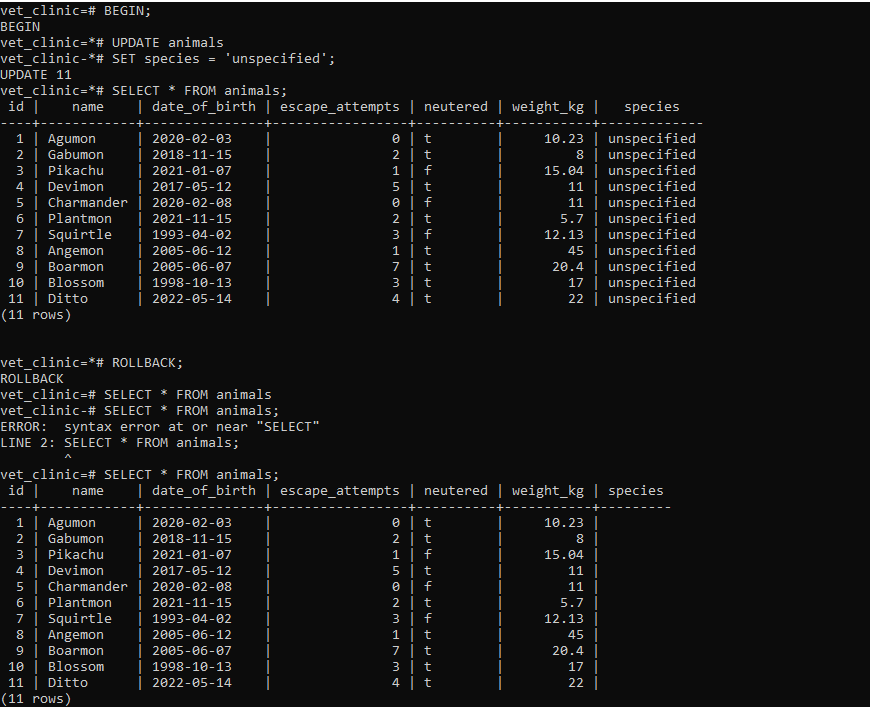 vet_clinic=# BEGIN;
BEGIN
vet_clinic=*# UPDATE animals
vet_clinic-*# SET species = 'unspecified';
UPDATE 11
vet_clinic=*# SELECT * FROM animals;
 id |    name    | date_of_birth | escape_attempts | neutered | weight_kg |   species
----+------------+---------------+-----------------+----------+-----------+-------------
  1 | Agumon     | 2020-02-03    |               0 | t        |     10.23 | unspecified
  2 | Gabumon    | 2018-11-15    |               2 | t        |         8 | unspecified
  3 | Pikachu    | 2021-01-07    |               1 | f        |     15.04 | unspecified
  4 | Devimon    | 2017-05-12    |               5 | t        |        11 | unspecified
  5 | Charmander | 2020-02-08    |               0 | f        |        11 | unspecified
  6 | Plantmon   | 2021-11-15    |               2 | t        |       5.7 | unspecified
  7 | Squirtle   | 1993-04-02    |               3 | f        |     12.13 | unspecified
  8 | Angemon    | 2005-06-12    |               1 | t        |        45 | unspecified
  9 | Boarmon    | 2005-06-07    |               7 | t        |      20.4 | unspecified
 10 | Blossom    | 1998-10-13    |               3 | t        |        17 | unspecified
 11 | Ditto      | 2022-05-14    |               4 | t        |        22 | unspecified
(11 rows)
vet_clinic=*# ROLLBACK;
ROLLBACK
vet_clinic=# SELECT * FROM animals
vet_clinic-# SELECT * FROM animals;
ERROR:  syntax error at or near "SELECT"
LINE 2: SELECT * FROM animals;
        ^
vet_clinic=# SELECT * FROM animals;
 id |    name    | date_of_birth | escape_attempts | neutered | weight_kg | species
----+------------+---------------+-----------------+----------+-----------+---------
  1 | Agumon     | 2020-02-03    |               0 | t        |     10.23 |
  2 | Gabumon    | 2018-11-15    |               2 | t        |         8 |
  3 | Pikachu    | 2021-01-07    |               1 | f        |     15.04 |
  4 | Devimon    | 2017-05-12    |               5 | t        |        11 |
  5 | Charmander | 2020-02-08    |               0 | f        |        11 |
  6 | Plantmon   | 2021-11-15    |               2 | t        |       5.7 |
  7 | Squirtle   | 1993-04-02    |               3 | f        |     12.13 |
  8 | Angemon    | 2005-06-12    |               1 | t        |        45 |
  9 | Boarmon    | 2005-06-07    |               7 | t        |      20.4 |
 10 | Blossom    | 1998-10-13    |               3 | t        |        17 |
 11 | Ditto      | 2022-05-14    |               4 | t        |        22 |
(11 rows)